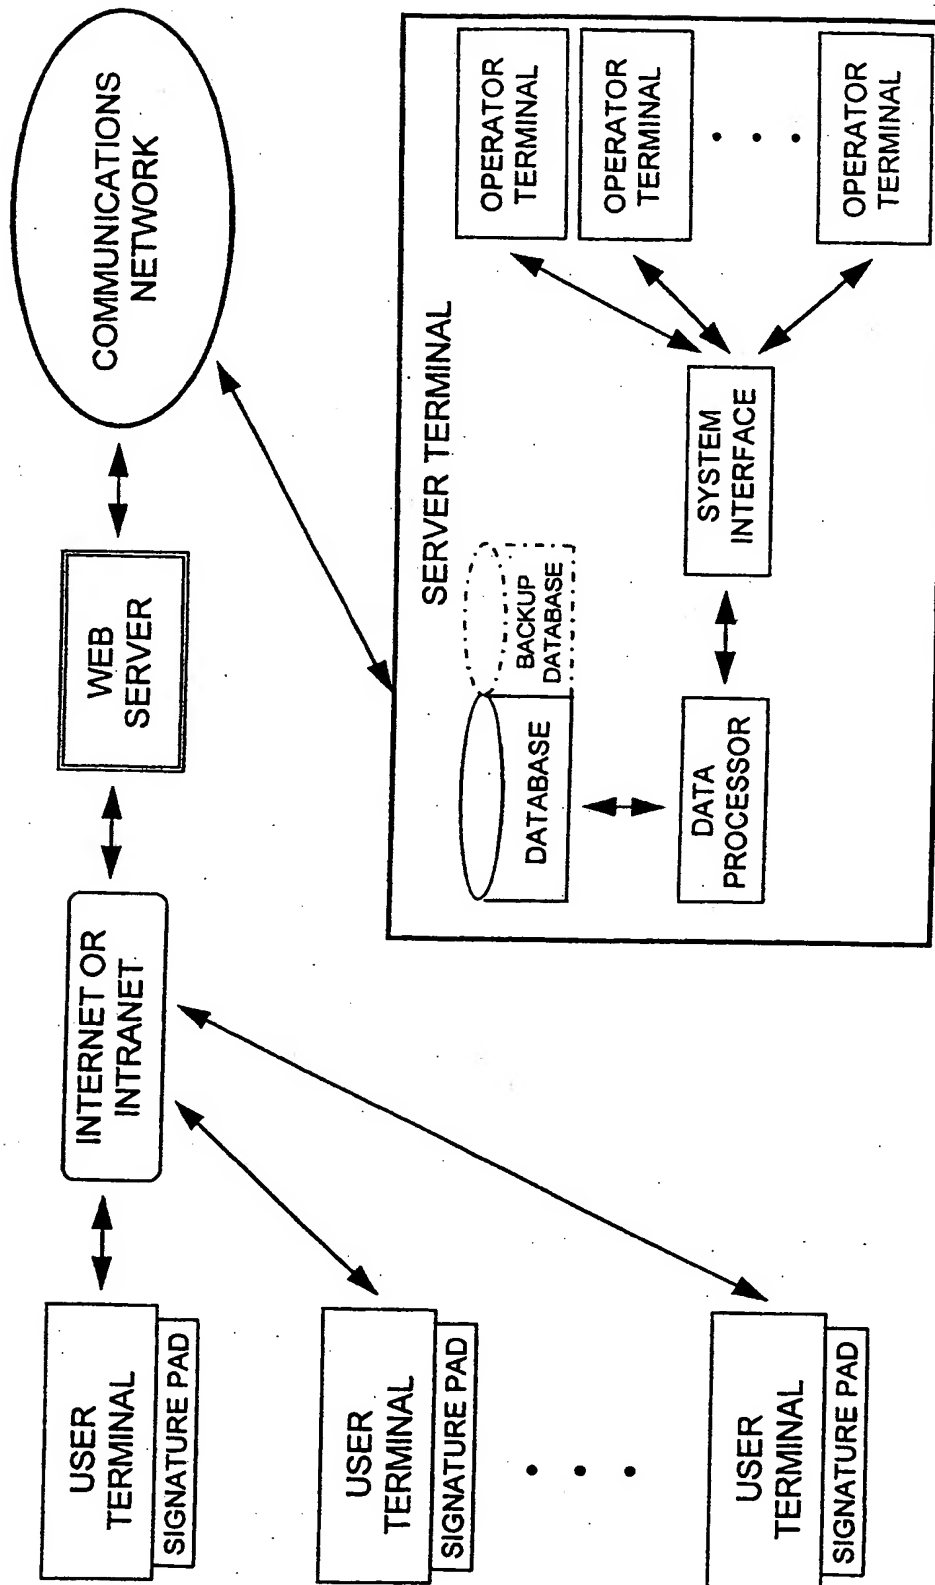 USER
TERMINAL
SIGNATURE PAD
INTERNET OR
INTRANET
WEB
SERVER
COMMUNICATIONS
NETWORK
USER
TERMINAL
SIGNATURE PAD
USER
TERMINAL
SIGNATURE PAD
SERVER TERMINAL
DATABASE
BACKUP
DATABASE
DATA
PROCESSOR
SYSTEM
INTERFACE
OPERATOR
TERMINAL
OPERATOR
TERMINAL
OPERATOR
TERMINAL